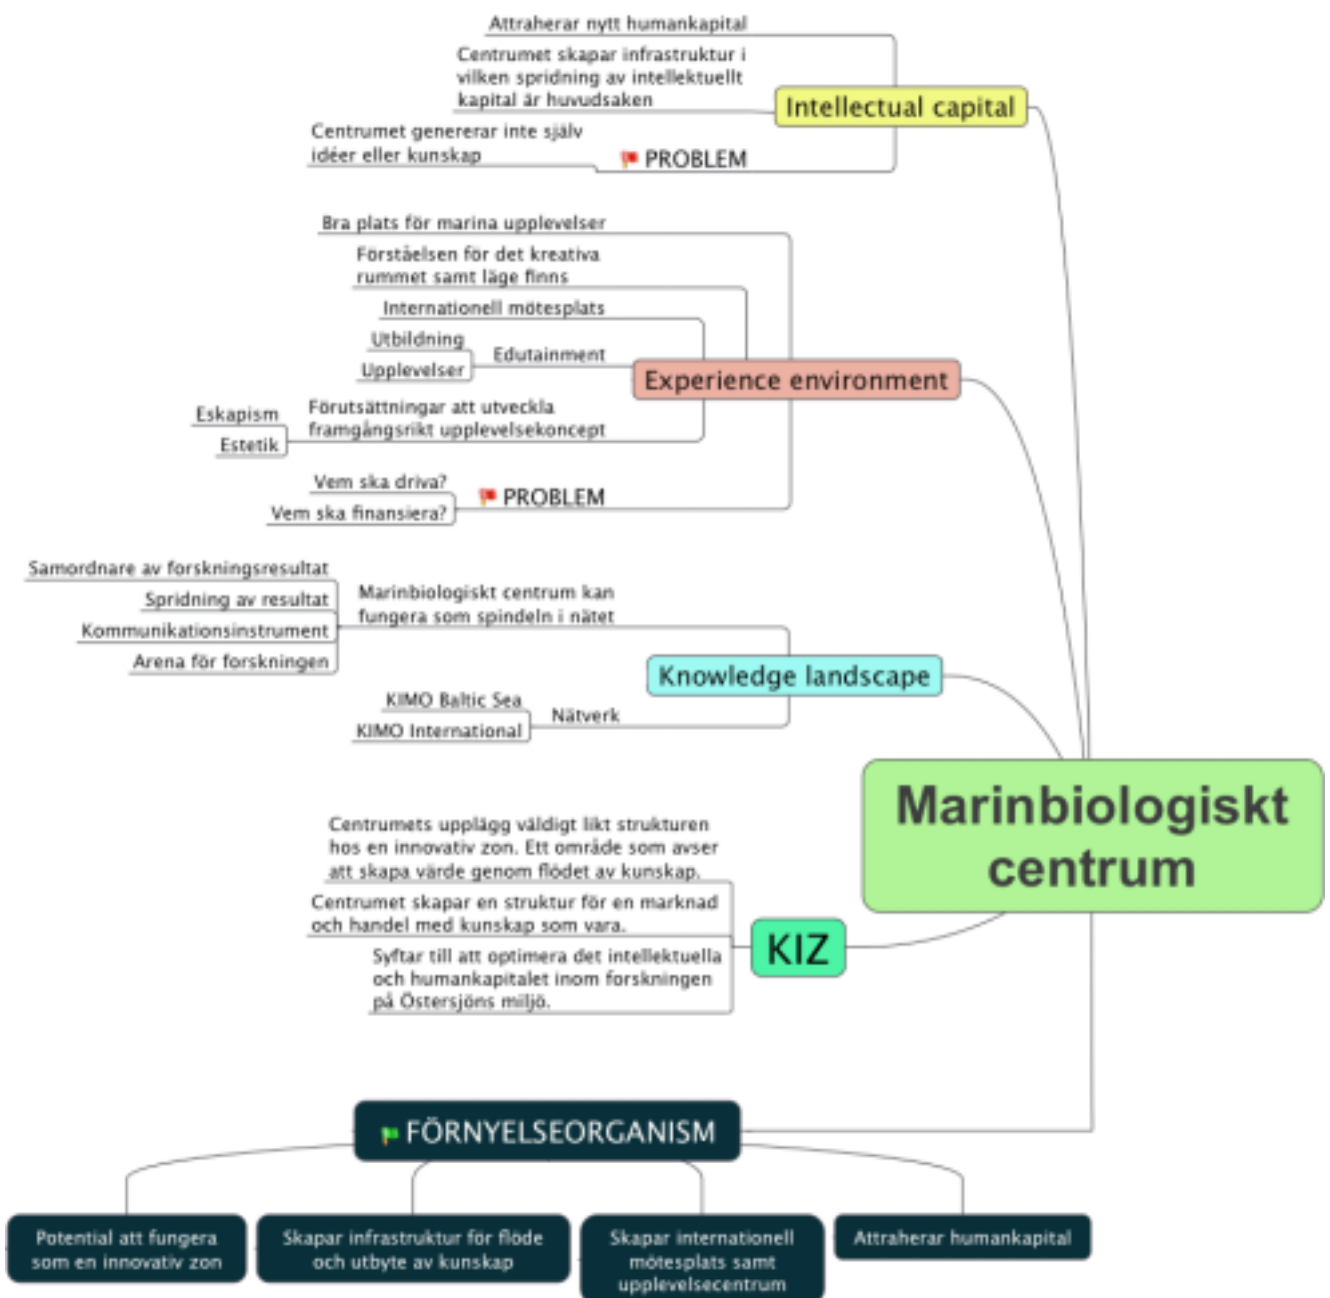 Attraherar nytt humankapital
Centrumet skapar infrastruktur i
vilken spridning av intellektuellt
kapital är huvudsaken
Intellectual capital
Centrumet genererar inte själv
idéer eller kunskap
PROBLEM
Bra plats för marina upplevelser
Förståelsen för det kreativa
rummet samt läge finns
Internationell mötesplats
Utbildning
Upplevelser
Edutainment
Experience environment
Eskapism
Estetik
Förutsättningar att utveckla
framgångsrikt upplevelsekoncept
Vem ska driva?
Vem ska finansiera?
PROBLEM
Samordnare av forskningsresultat
Spridning av resultat
Kommunikationsinstrument
Arena för forskningen
Marinbiologiskt centrum kan
fungera som spindeln i nätet
Knowledge landscape
KIMO Baltic Sea
KIMO International
Nätverk
Marinbiologiskt
centrum
Centrumets upplägg väldigt likt strukturen
hos en innovativ zon. Ett område som avser
att skapa värde genom flödet av kunskap.
Centrumet skapar en struktur för en marknad
och handel med kunskap som vara.
KIZ
Syftar till att optimera det intellektuella
och humankapitalet inom forskningen
på Östersjöns miljö.
FÖRNYELSEORGANISM
Potential att fungera
som en innovativ zon
Skapar infrastruktur för flöde
och utbyte av kunskap
Skapar internationell
mötesplats samt
upplevelsecentrum
Attraherar humankapital